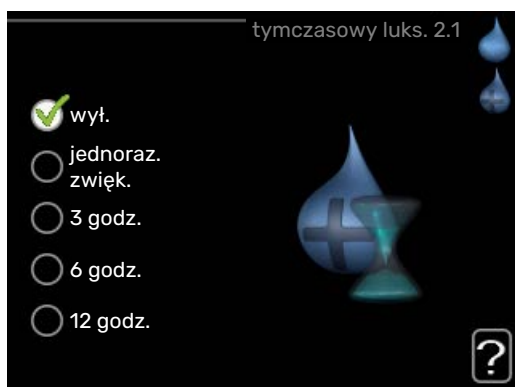 tymczasowy luks. 2.1
wył.
jednoraz.
zwięk.
3 godz.
6 godz.
12 godz.
?